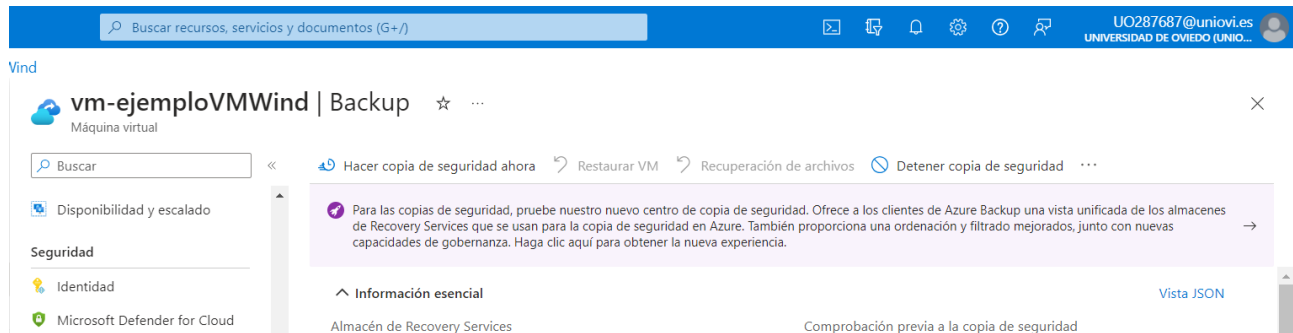 Buscar recursos, servicios y documentos (G+/)
UO287687@uniovi.es
UNIVERSIDAD DE OVIEDO (UNIO...
Wind
vm-ejemploVMWind | Backup
Máquina virtual
Buscar
Hacer copia de seguridad ahora
Restaurar VM
Recuperación de archivos
Detener copia de seguridad
Disponibilidad y escalado
Para las copias de seguridad, pruebe nuestro nuevo centro de copia de seguridad. Ofrece a los clientes de Azure Backup una vista unificada de los almacenes
de Recovery Services que se usan para la copia de seguridad en Azure. También proporciona una ordenación y filtrado mejorados, junto con nuevas
capacidades de gobernanza. Haga clic aquí para obtener la nueva experiencia.
Seguridad
Identidad
Microsoft Defender for Cloud
Información esencial
Vista JSON
Almacén de Recovery Services
Comprobación previa a la copia de seguridad